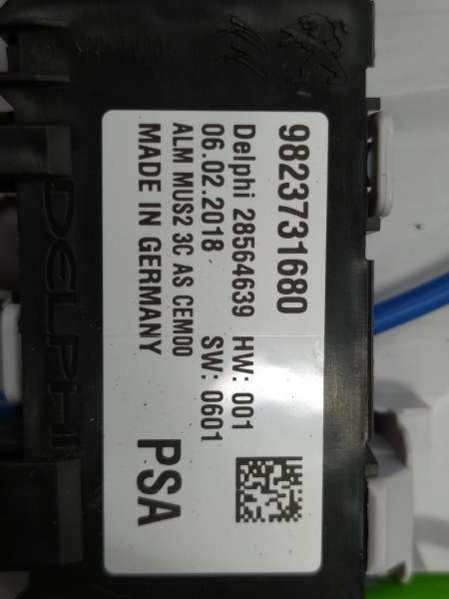 9823731680
Delphi 28564639 HW: 001
06.02.2018 SW: 0601
ALM MUS2 3C AS CEM00
MADE IN GERMANY PSA
DELPHI